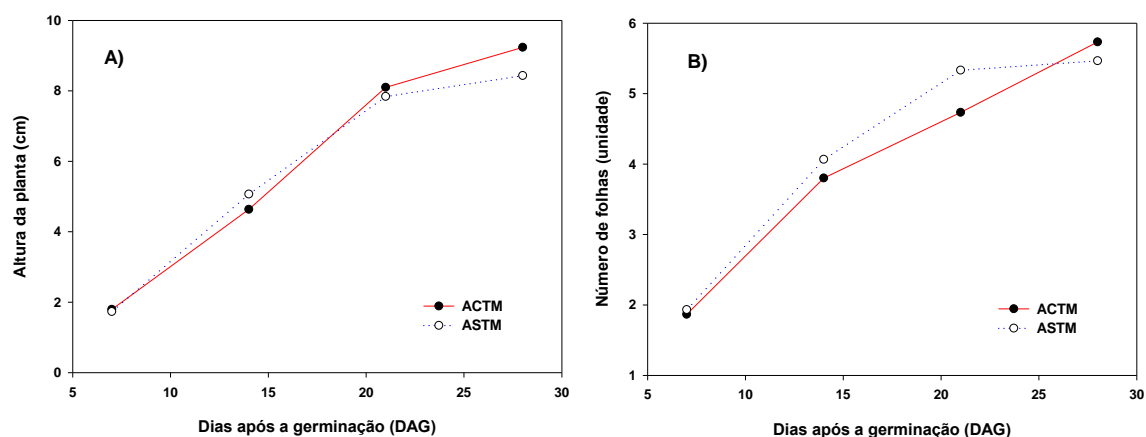 A)
Altura da planta (cm)
10
8
6
4
2
0
ACTM
ASTM
5 10 15 20 25 30
Dias após a germinação (DAG)
B)
Número de folhas (unidade)
6
5
4
3
2
1
ACTM
ASTM
5 10 15 20 25 30
Dias após a germinação (DAG)